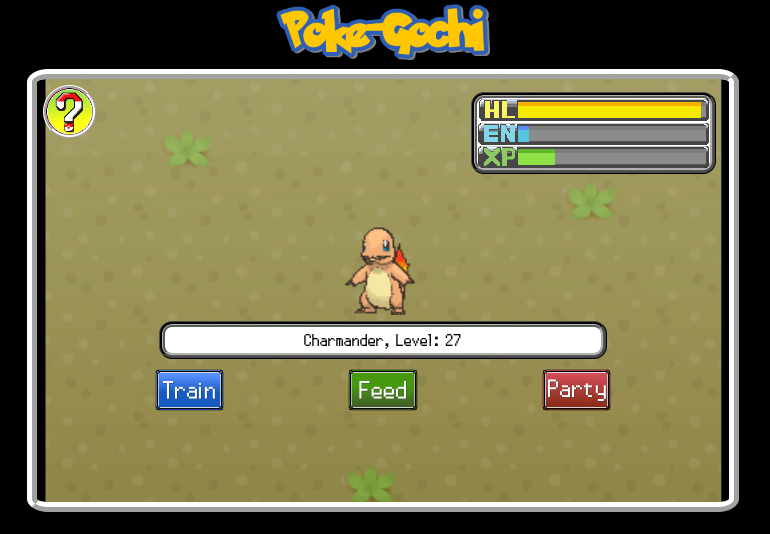 Poke-Gochi
?
HL
EN
XP
Charmander, Level: 27
Train
Feed
Party